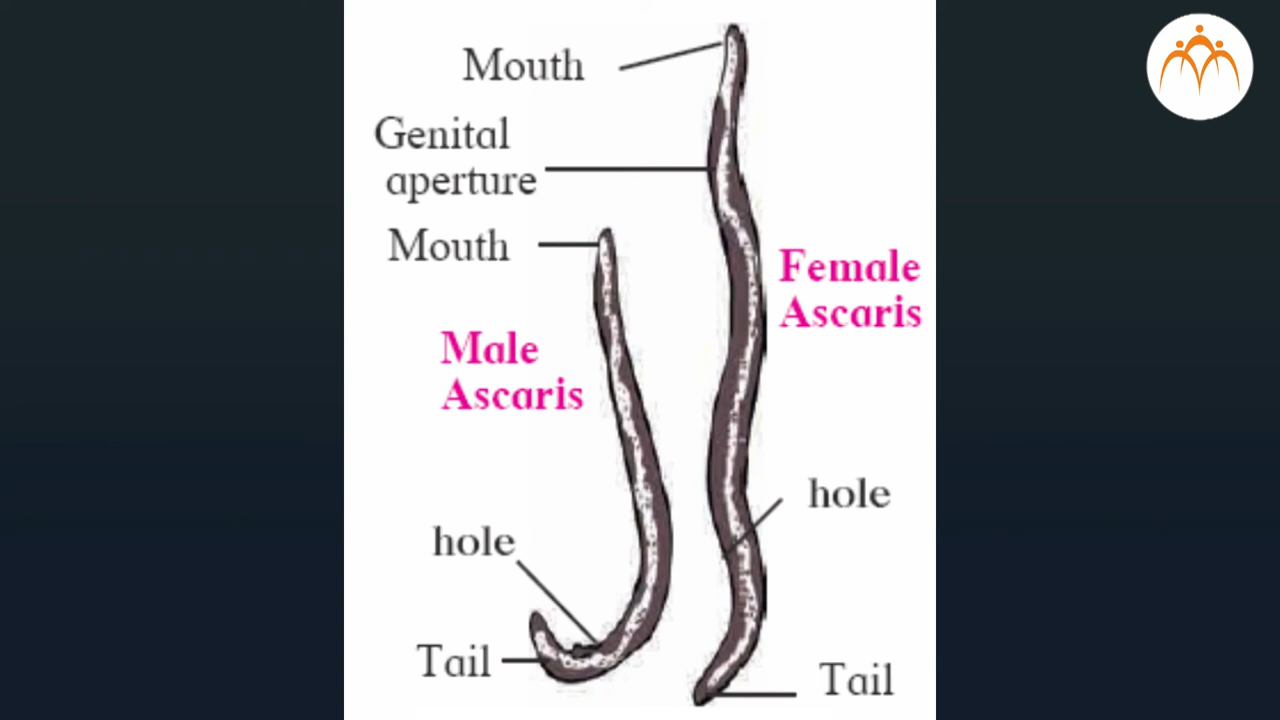 Mouth
Genital
aperture
Mouth
Female
Ascaris
Male
Ascaris
hole
hole
Tail
Tail